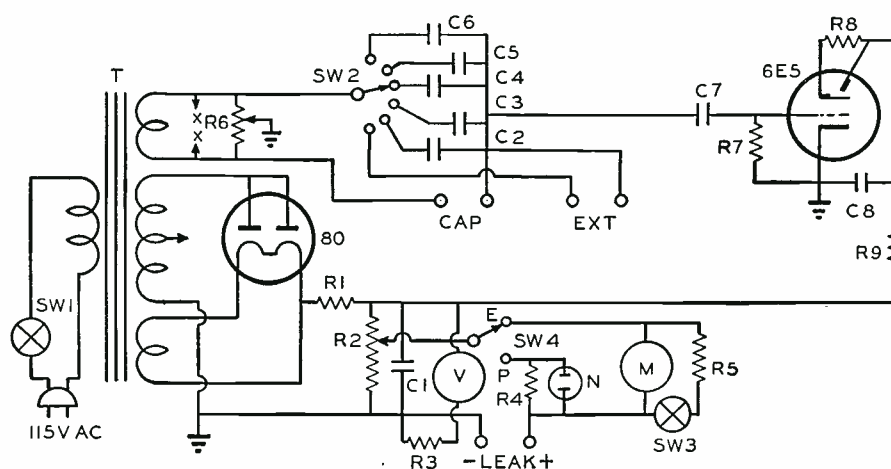 C6
R8
C5
T
SW2
C4
6E5
C3
C7
X
R6
X
C2
R7
CAP
EXT
C8
80
R9
SW1
R1
E
R2
SW4
P
C1
V
R4
N
M
R5
115V AC
R3
-LEAK+
SW3